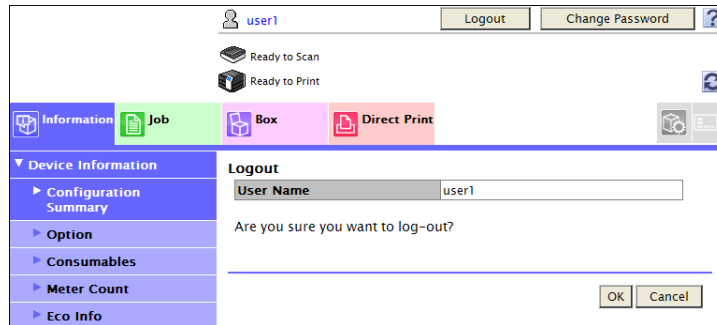 user1
Logout
Change Password
?
Ready to Scan
Ready to Print
Information
Job
Box
Direct Print
Device Information
Configuration
Summary
Option
Consumables
Meter Count
Eco Info
Logout
User Name
user1
Are you sure you want to log-out?
OK
Cancel